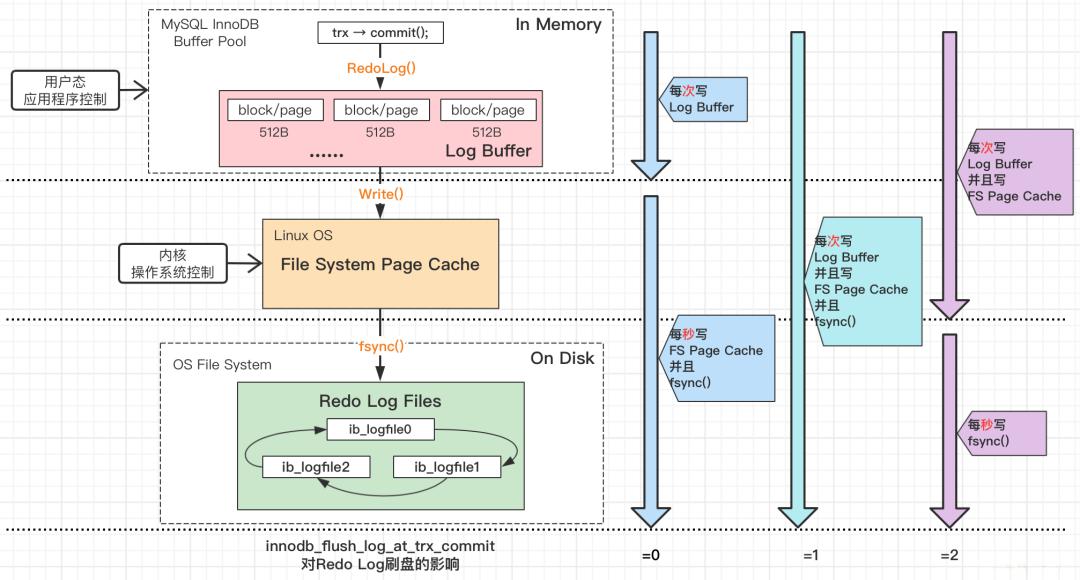 MySQL InnoDB
Buffer Pool
In Memory
trx → commit();
RedoLog()
用户态
应用程序控制
block/page
block/page
block/page
512B
512B
512B
......
Log Buffer
Write()
Linux OS
File System Page Cache
内核
操作系统控制
fsync()
OS File System
On Disk
Redo Log Files
ib_logfile0
ib_logfile2
ib_logfile1
innodb_flush_log_at_trx_commit
对Redo Log刷盘的影响
每次写
Log Buffer
每秒写
FS Page Cache
并且
fsync()
=0
每次写
Log Buffer
并且写
FS Page Cache
并且
fsync()
=1
每次写
Log Buffer
并且写
FS Page Cache
每秒写
fsync()
=2